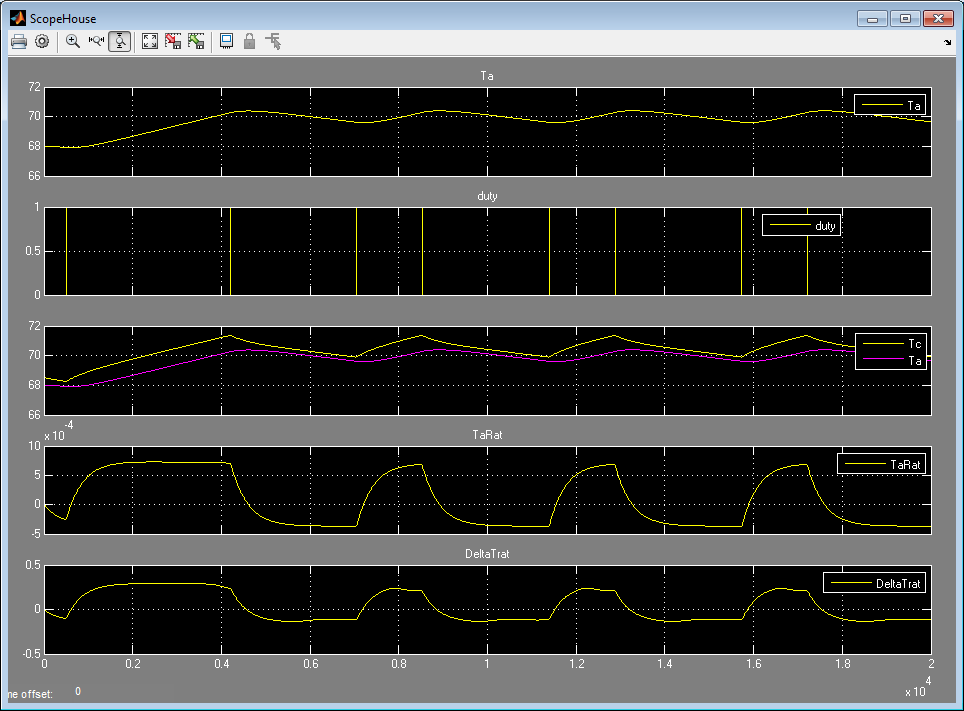 ScopeHouse
Ta
72
70
68
66
Ta
duty
1
0.5
0
duty
72
70
68
66
Tc
Ta
x 10^-4
TaRat
10
5
0
-5
TaRat
DeltaTrat
0.5
0
-0.5
DeltaTrat
0 0.2 0.4 0.6 0.8 1 1.2 1.4 1.6 1.8 2
x 10^4
ne offset: 0